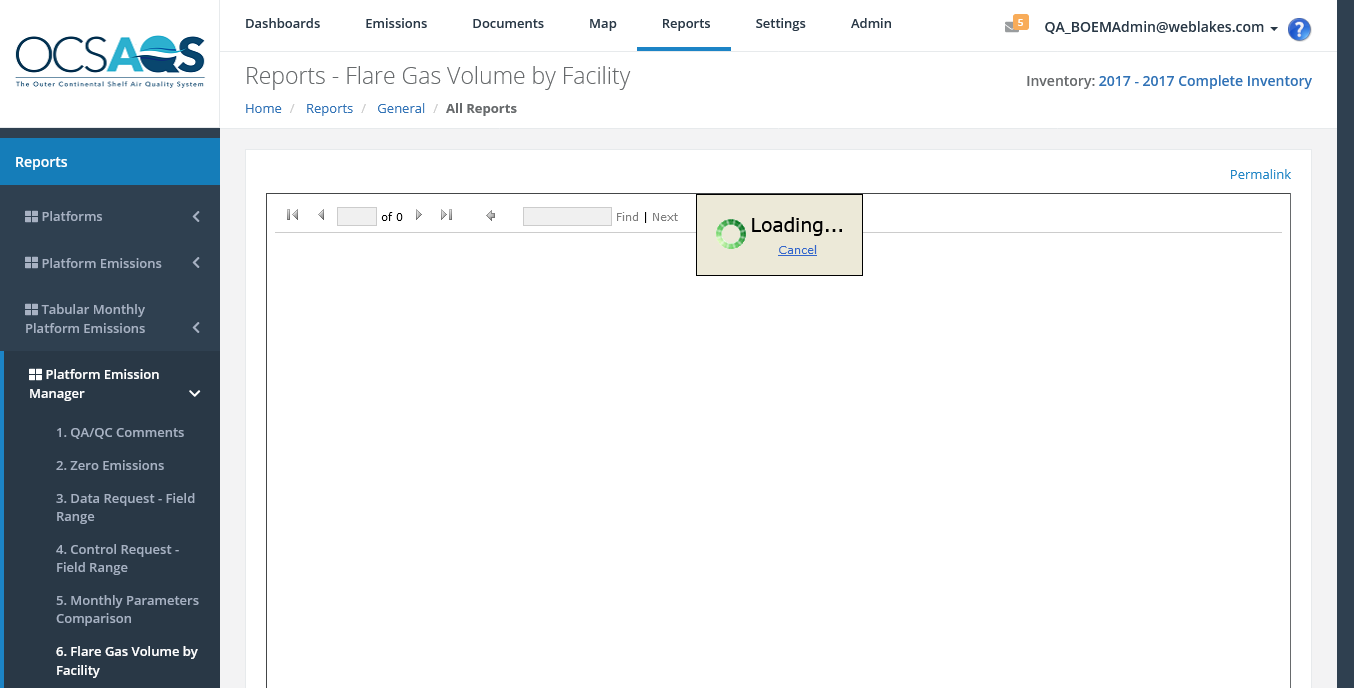 OCSAQS
The Outer Continental Shelf Air Quality System
Dashboards Emissions Documents Map Reports Settings Admin
5
QA_BOEMAdmin@weblakes.com
?
Reports - Flare Gas Volume by Facility
Inventory: 2017 - 2017 Complete Inventory
Home / Reports / General / All Reports
Reports
Platforms
Platform Emissions
Tabular Monthly
Platform Emissions
Platform Emission
Manager
1. QA/QC Comments
2. Zero Emissions
3. Data Request - Field
Range
4. Control Request -
Field Range
5. Monthly Parameters
Comparison
6. Flare Gas Volume by
Facility
Permalink
of 0
Find | Next
Loading...
Cancel